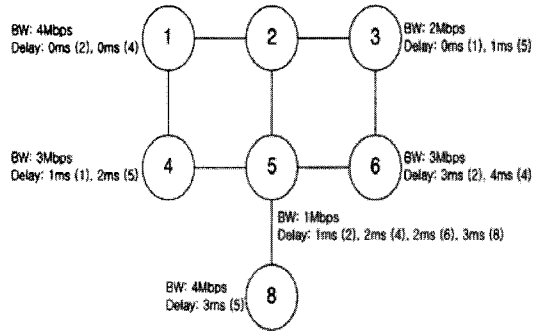 BW: 4Mbps
Delay: 0ms (2), 0ms (4)
1
2
3
BW: 2Mbps
Delay: 0ms (1), 1ms (5)
BW: 3Mbps
Delay: 1ms (1), 2ms (5)
4
5
6
BW: 3Mbps
Delay: 3ms (2), 4ms (4)
BW: 1Mbps
Delay: 1ms (2), 2ms (4), 2ms (6), 3ms (8)
BW: 4Mbps
Delay: 3ms (5)
8